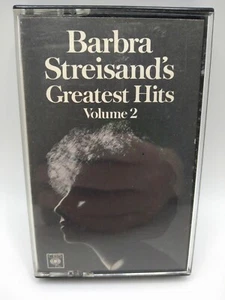 Barbra
Streisand's
Greatest Hits
Volume 2